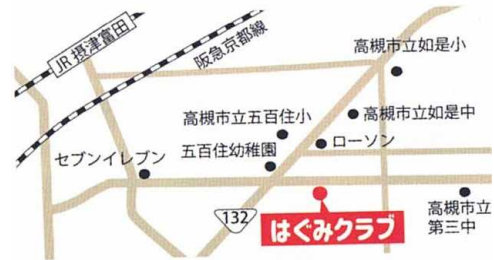 JR 摂津富田
阪急京都線
高槻市立如是小
高槻市立五百住小
高槻市立如是中
ローソン
五百住幼稚園
セブンイレブン
132
はぐみクラブ
高槻市立
第三中